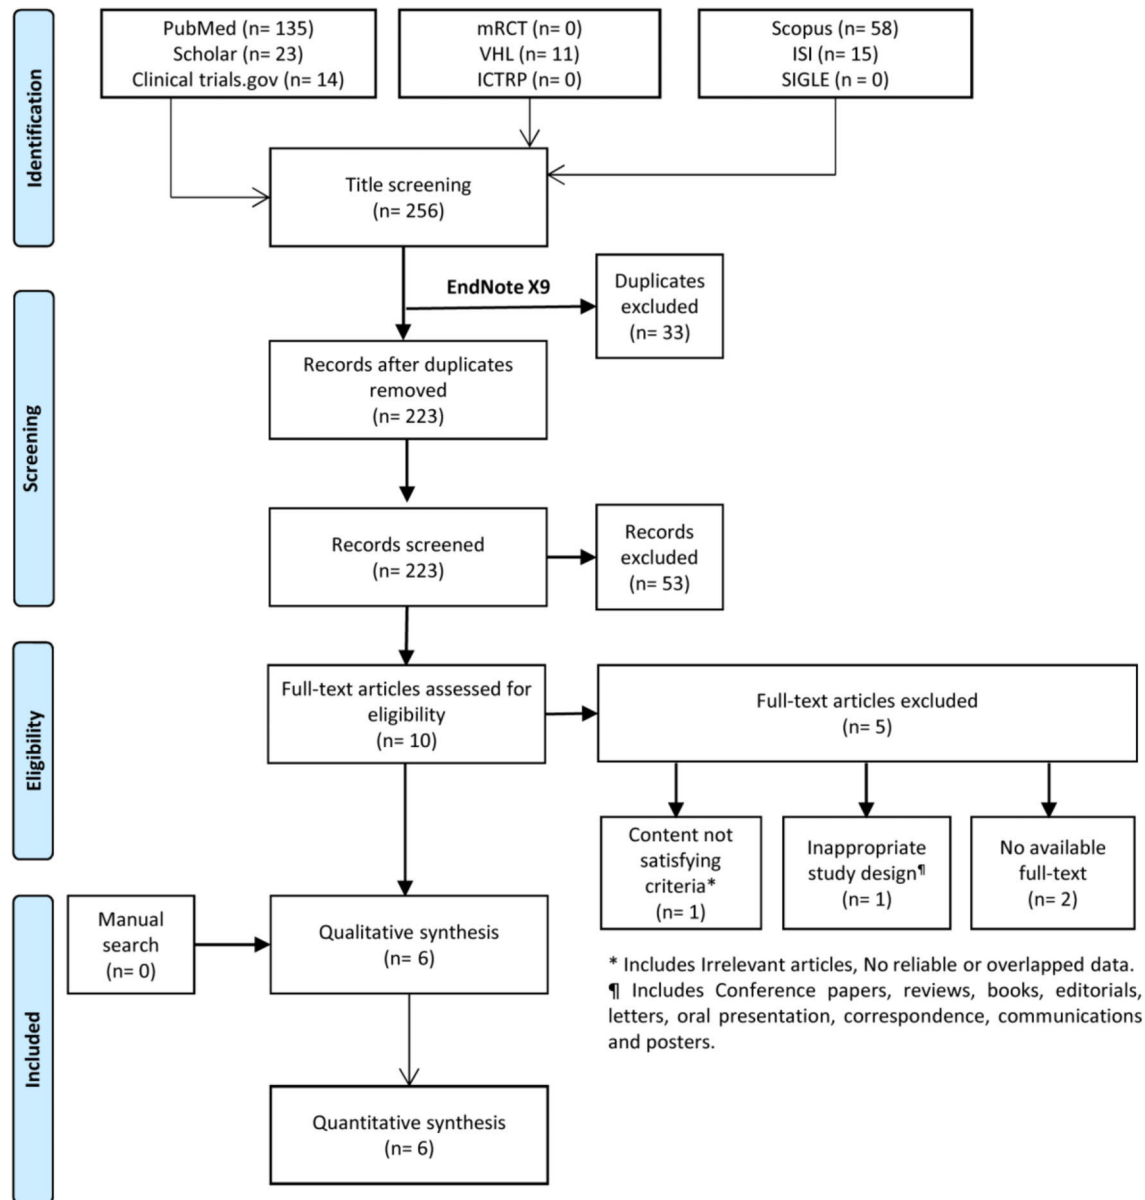 Identification
PubMed (n= 135)
Scholar (n= 23)
Clinical trials.gov (n= 14)
mRCT (n= 0)
VHL (n= 11)
ICTRP (n= 0)
Scopus (n= 58)
ISI (n= 15)
SIGLE (n = 0)
Title screening
(n= 256)
EndNote X9
Duplicates
excluded
(n= 33)
Screening
Records after duplicates
removed
(n= 223)
Records screened
(n= 223)
Records
excluded
(n= 53)
Eligibility
Full-text articles assessed for
eligibility
(n= 10)
Full-text articles excluded
(n= 5)
Content not
satisfying
criteria*
(n= 1)
Inappropriate
study design¶
(n= 1)
No available
full-text
(n= 2)
Included
Manual
search
(n= 0)
Qualitative synthesis
(n= 6)
* Includes Irrelevant articles, No reliable or overlapped data.
¶ Includes Conference papers, reviews, books, editorials,
letters, oral presentation, correspondence, communications
and posters.
Quantitative synthesis
(n= 6)